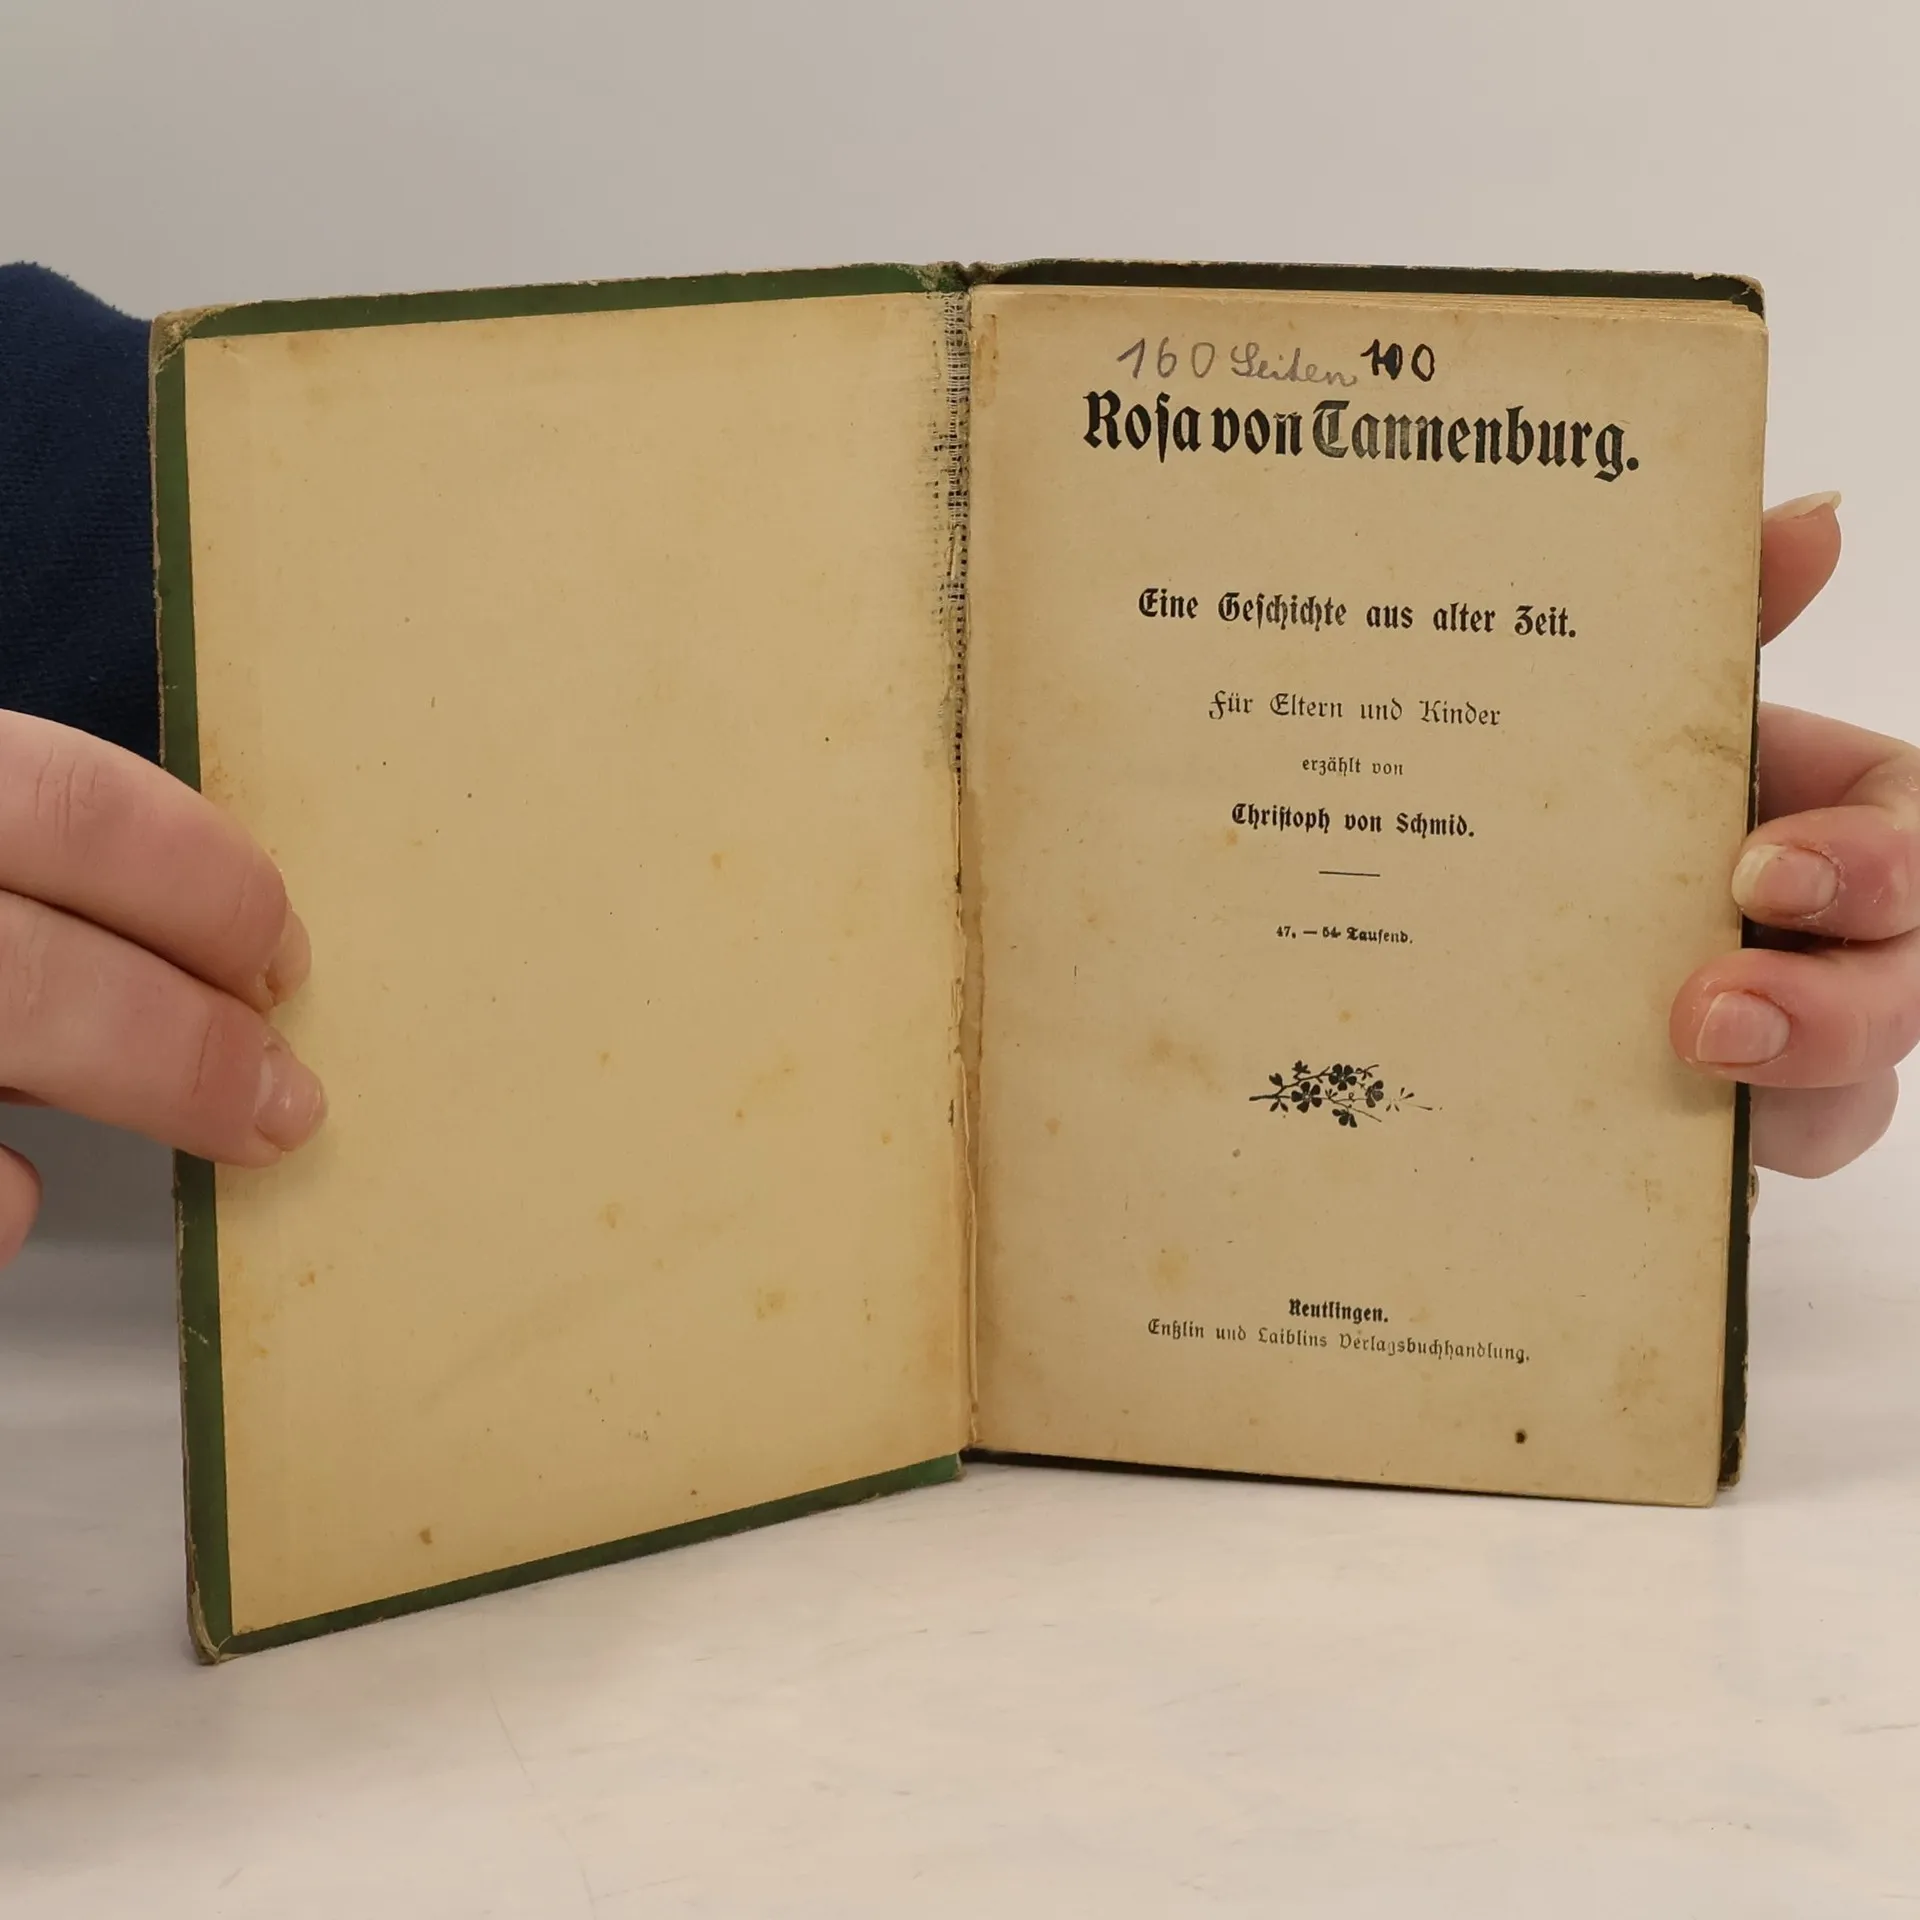 160 Seiten 100
Rosa von Tannenburg.
Eine Geschichte aus alter Zeit.
Für Eltern und Kinder
erzählt von
Christoph von Schmid.
47. — 54 Tausend.
Reutlingen.
Enßlin und Laiblins Verlagsbuchhandlung.